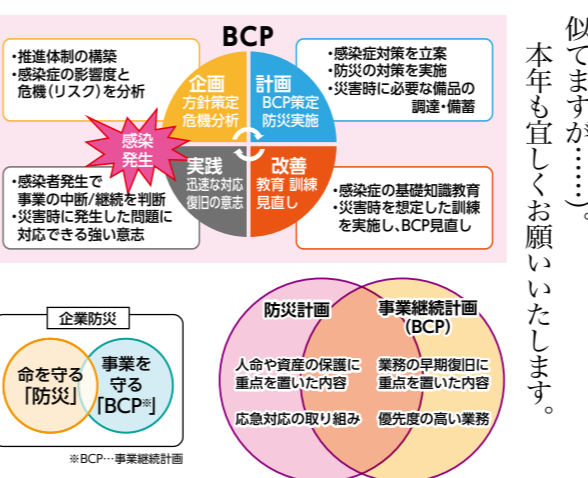 似てますが……)。
本年も宜しくお願いいたします。
BCP
・推進体制の構築
・感染症の影響度と
危機(リスク)を分析
企画
方針策定
危機分析
計画
BCP策定
防災実施
・感染症対策を立案
・防災の対策を実施
・災害時に必要な備品の
調達・備蓄
感染
発生
・感染者発生で
事業の中断/継続を判断
・災害時に発生した問題に
対応できる強い意志
実践
迅速な対応
復旧の意志
改善
教育 訓練
見直し
・感染症の基礎知識教育
・災害時を想定した訓練
を実施し、BCP見直し
企業防災
命を守る
「防災」
事業を
守る
「BCP※」
※BCP…事業継続計画
防災計画
人命や資産の保護に
重点を置いた内容
応急対応の取り組み
事業継続計画
(BCP)
業務の早期復旧に
重点を置いた内容
優先度の高い業務